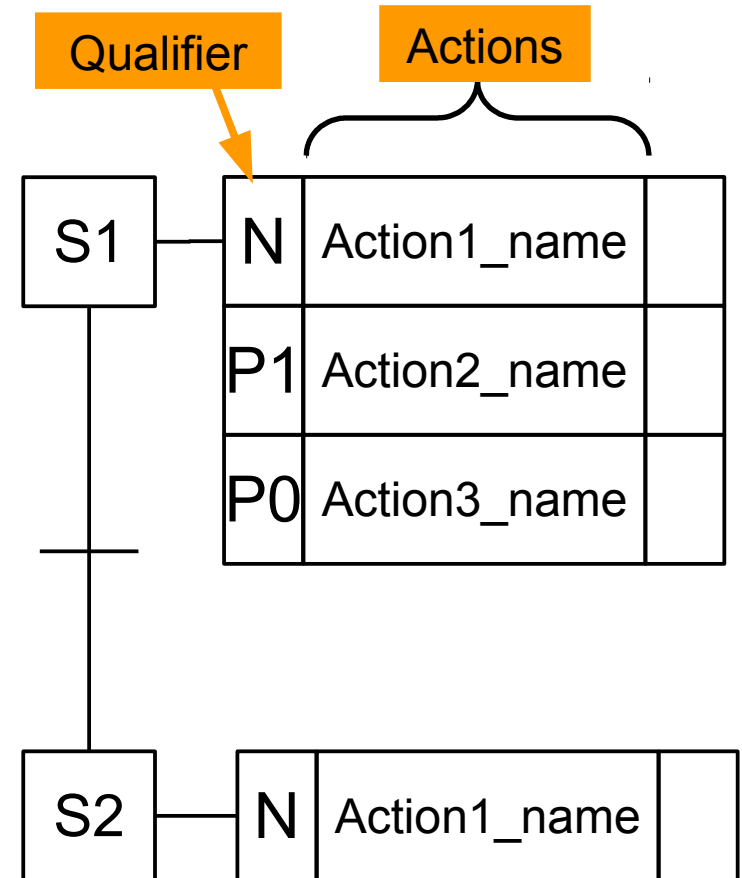 Qualifier Actions
S1 N Action1_name
P1 Action2_name
P0 Action3_name
S2 N Action1_name